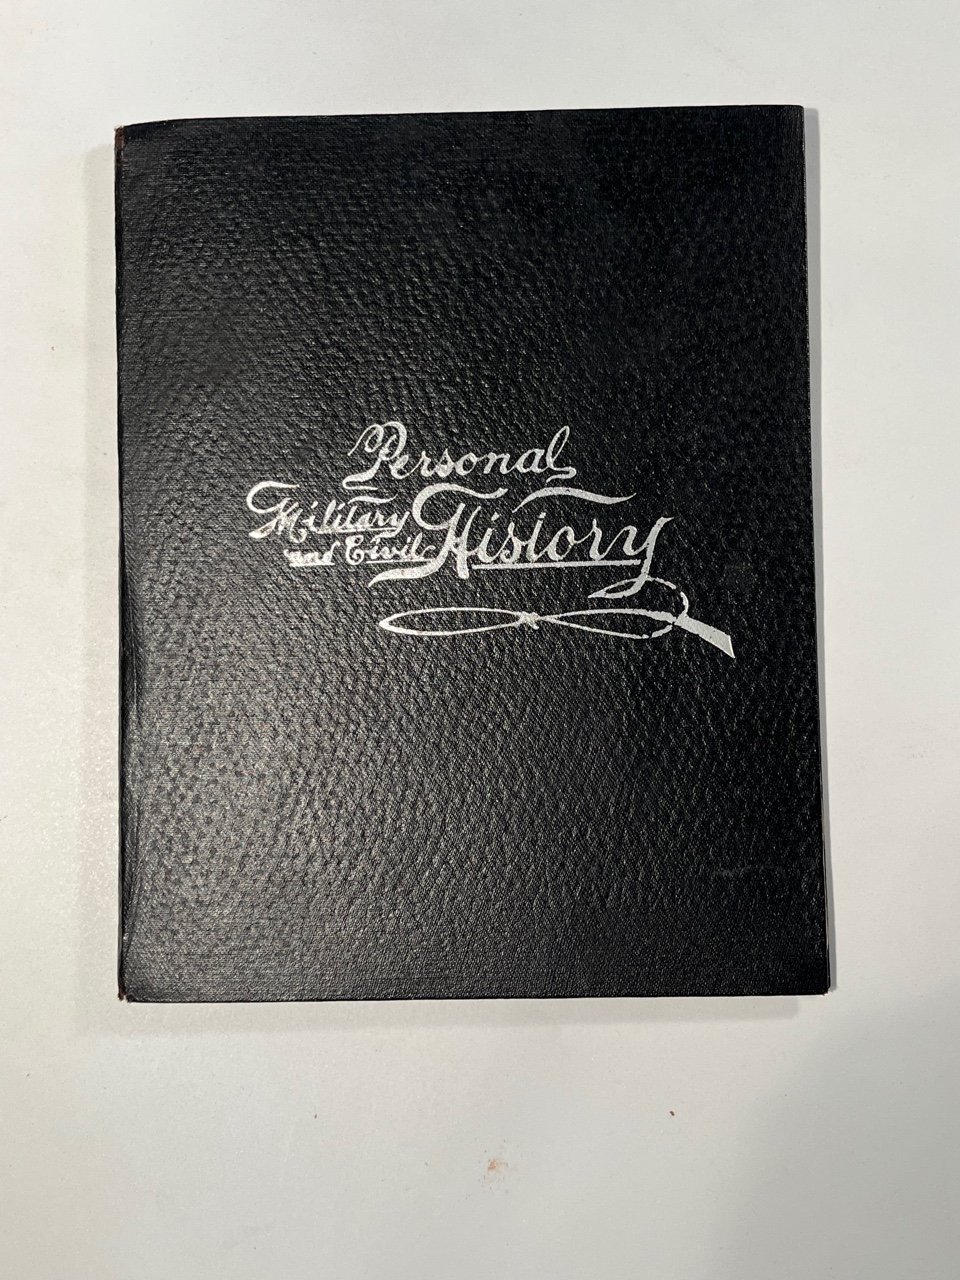 Personal
Military
and Civil
History